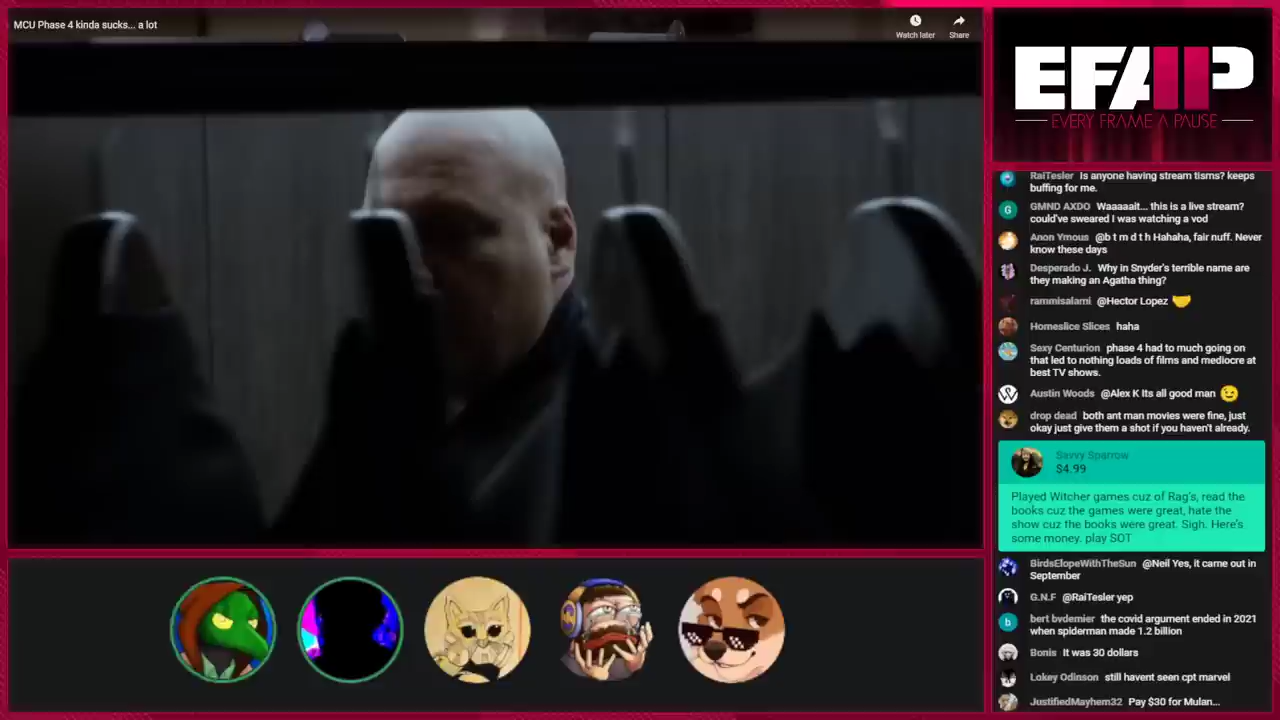 MCU Phase 4 kinda sucks... a lot
Watch later
Share
EFAP
EVERY FRAME A PAUSE
RaiTesler Is anyone having stream tisms? keeps
buffing for me.
G
GMND AXDO Waaaaait... this is a live stream?
could've sweared I was watching a vod
Anon Ymous @b t m d t h Hahaha, fair nuff. Never
know these days
Desperado J. Why in Snyder's terrible name are
they making an Agatha thing?
rammisalami @Hector Lopez
Homeslice Slices haha
Sexy Centurion phase 4 had to much going on
that led to nothing loads of films and mediocre at
best TV shows.
Austin Woods @Alex K Its all good man
drop dead both ant man movies were fine, just
okay just give them a shot if you haven't already.
Savvy Sparrow
$4.99
Played Witcher games cuz of Rag's, read the
books cuz the games were great, hate the
show cuz the books were great. Sigh. Here's
some money. play SOT
BirdsElopeWithTheSun @Neil Yes, it came out in
September
G.N.F @RaiTesler yep
b
bert bvdemier the covid argument ended in 2021
when spiderman made 1.2 billion
Bonis It was 30 dollars
Lokey Odinson still havent seen cpt marvel
JustifiedMayhem32 Pay $30 for Mulan...